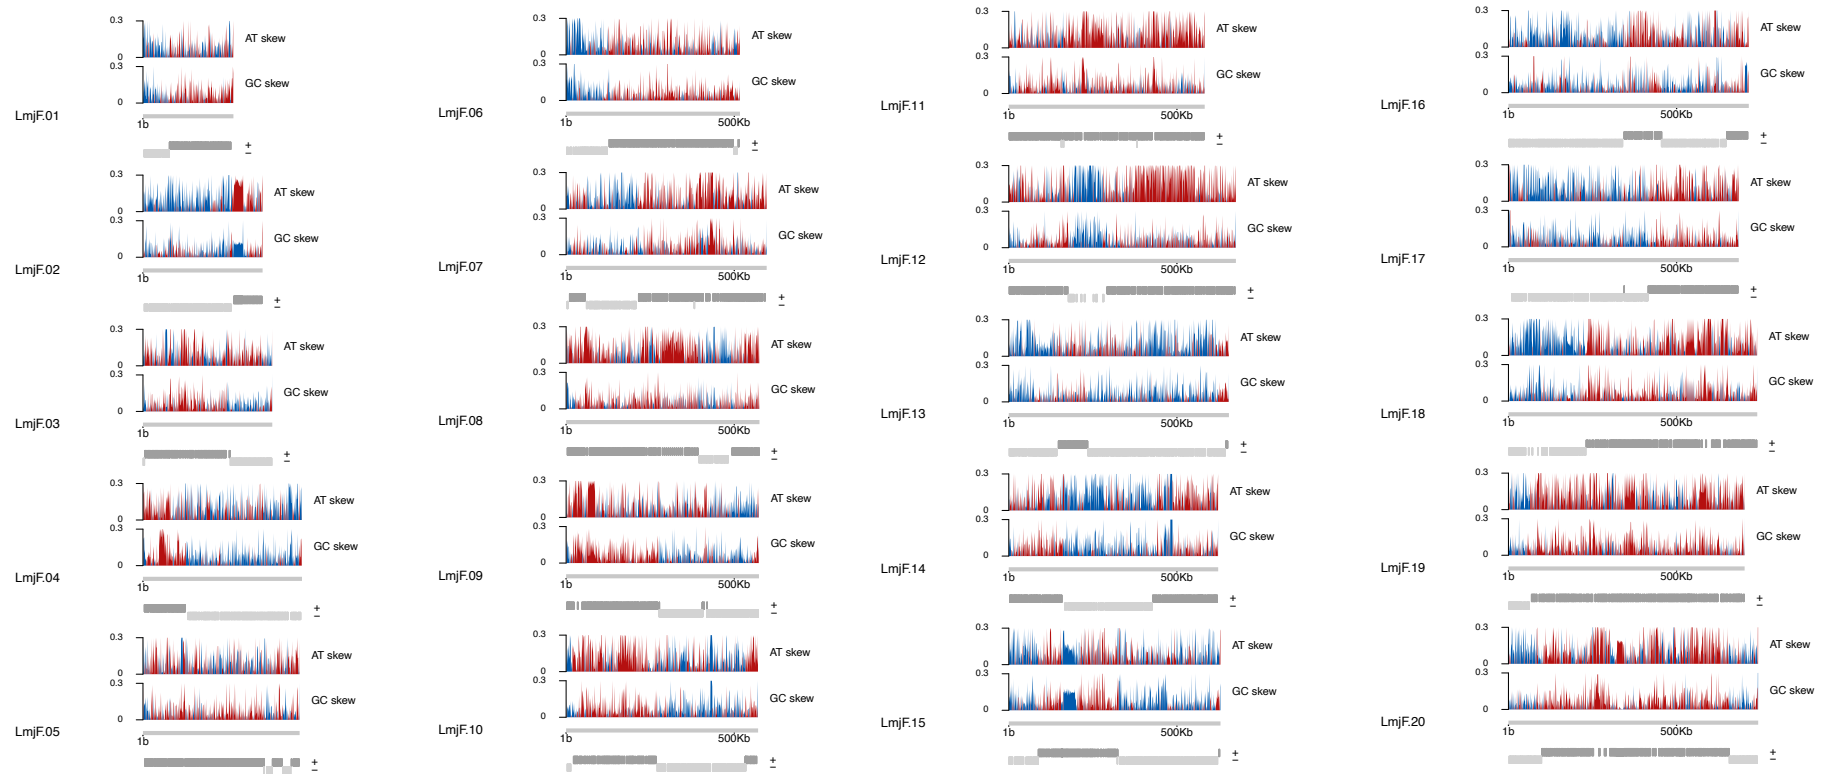 0.3
AT skew
0
0.3
GC skew
0
LmjF.01
1b
+
−
0.3
AT skew
0
0.3
GC skew
0
LmjF.02
1b
+
−
0.3
AT skew
0
0.3
GC skew
0
LmjF.03
1b
+
−
0.3
AT skew
0
0.3
GC skew
0
LmjF.04
1b
+
−
0.3
AT skew
0
0.3
GC skew
0
LmjF.05
1b
+
−
0.3
AT skew
0
0.3
GC skew
0
LmjF.06
1b 500Kb
+
−
0.3
AT skew
0
0.3
GC skew
0
LmjF.07
1b 500Kb
+
−
0.3
AT skew
0
0.3
GC skew
0
LmjF.08
1b 500Kb
+
−
0.3
AT skew
0
0.3
GC skew
0
LmjF.09
1b 500Kb
+
−
0.3
AT skew
0
0.3
GC skew
0
LmjF.10
1b 500Kb
+
−
0.3
AT skew
0
0.3
GC skew
0
LmjF.11
1b 500Kb
+
−
0.3
AT skew
0
0.3
GC skew
0
LmjF.12
1b 500Kb
+
−
0.3
AT skew
0
0.3
GC skew
0
LmjF.13
1b 500Kb
+
−
0.3
AT skew
0
0.3
GC skew
0
LmjF.14
1b 500Kb
+
−
0.3
AT skew
0
0.3
GC skew
0
LmjF.15
1b 500Kb
+
−
0.3
AT skew
0
0.3
GC skew
0
LmjF.16
1b 500Kb
+
−
0.3
AT skew
0
0.3
GC skew
0
LmjF.17
1b 500Kb
+
−
0.3
AT skew
0
0.3
GC skew
0
LmjF.18
1b 500Kb
+
−
0.3
AT skew
0
0.3
GC skew
0
LmjF.19
1b 500Kb
+
−
0.3
AT skew
0
0.3
GC skew
0
LmjF.20
1b 500Kb
+
−